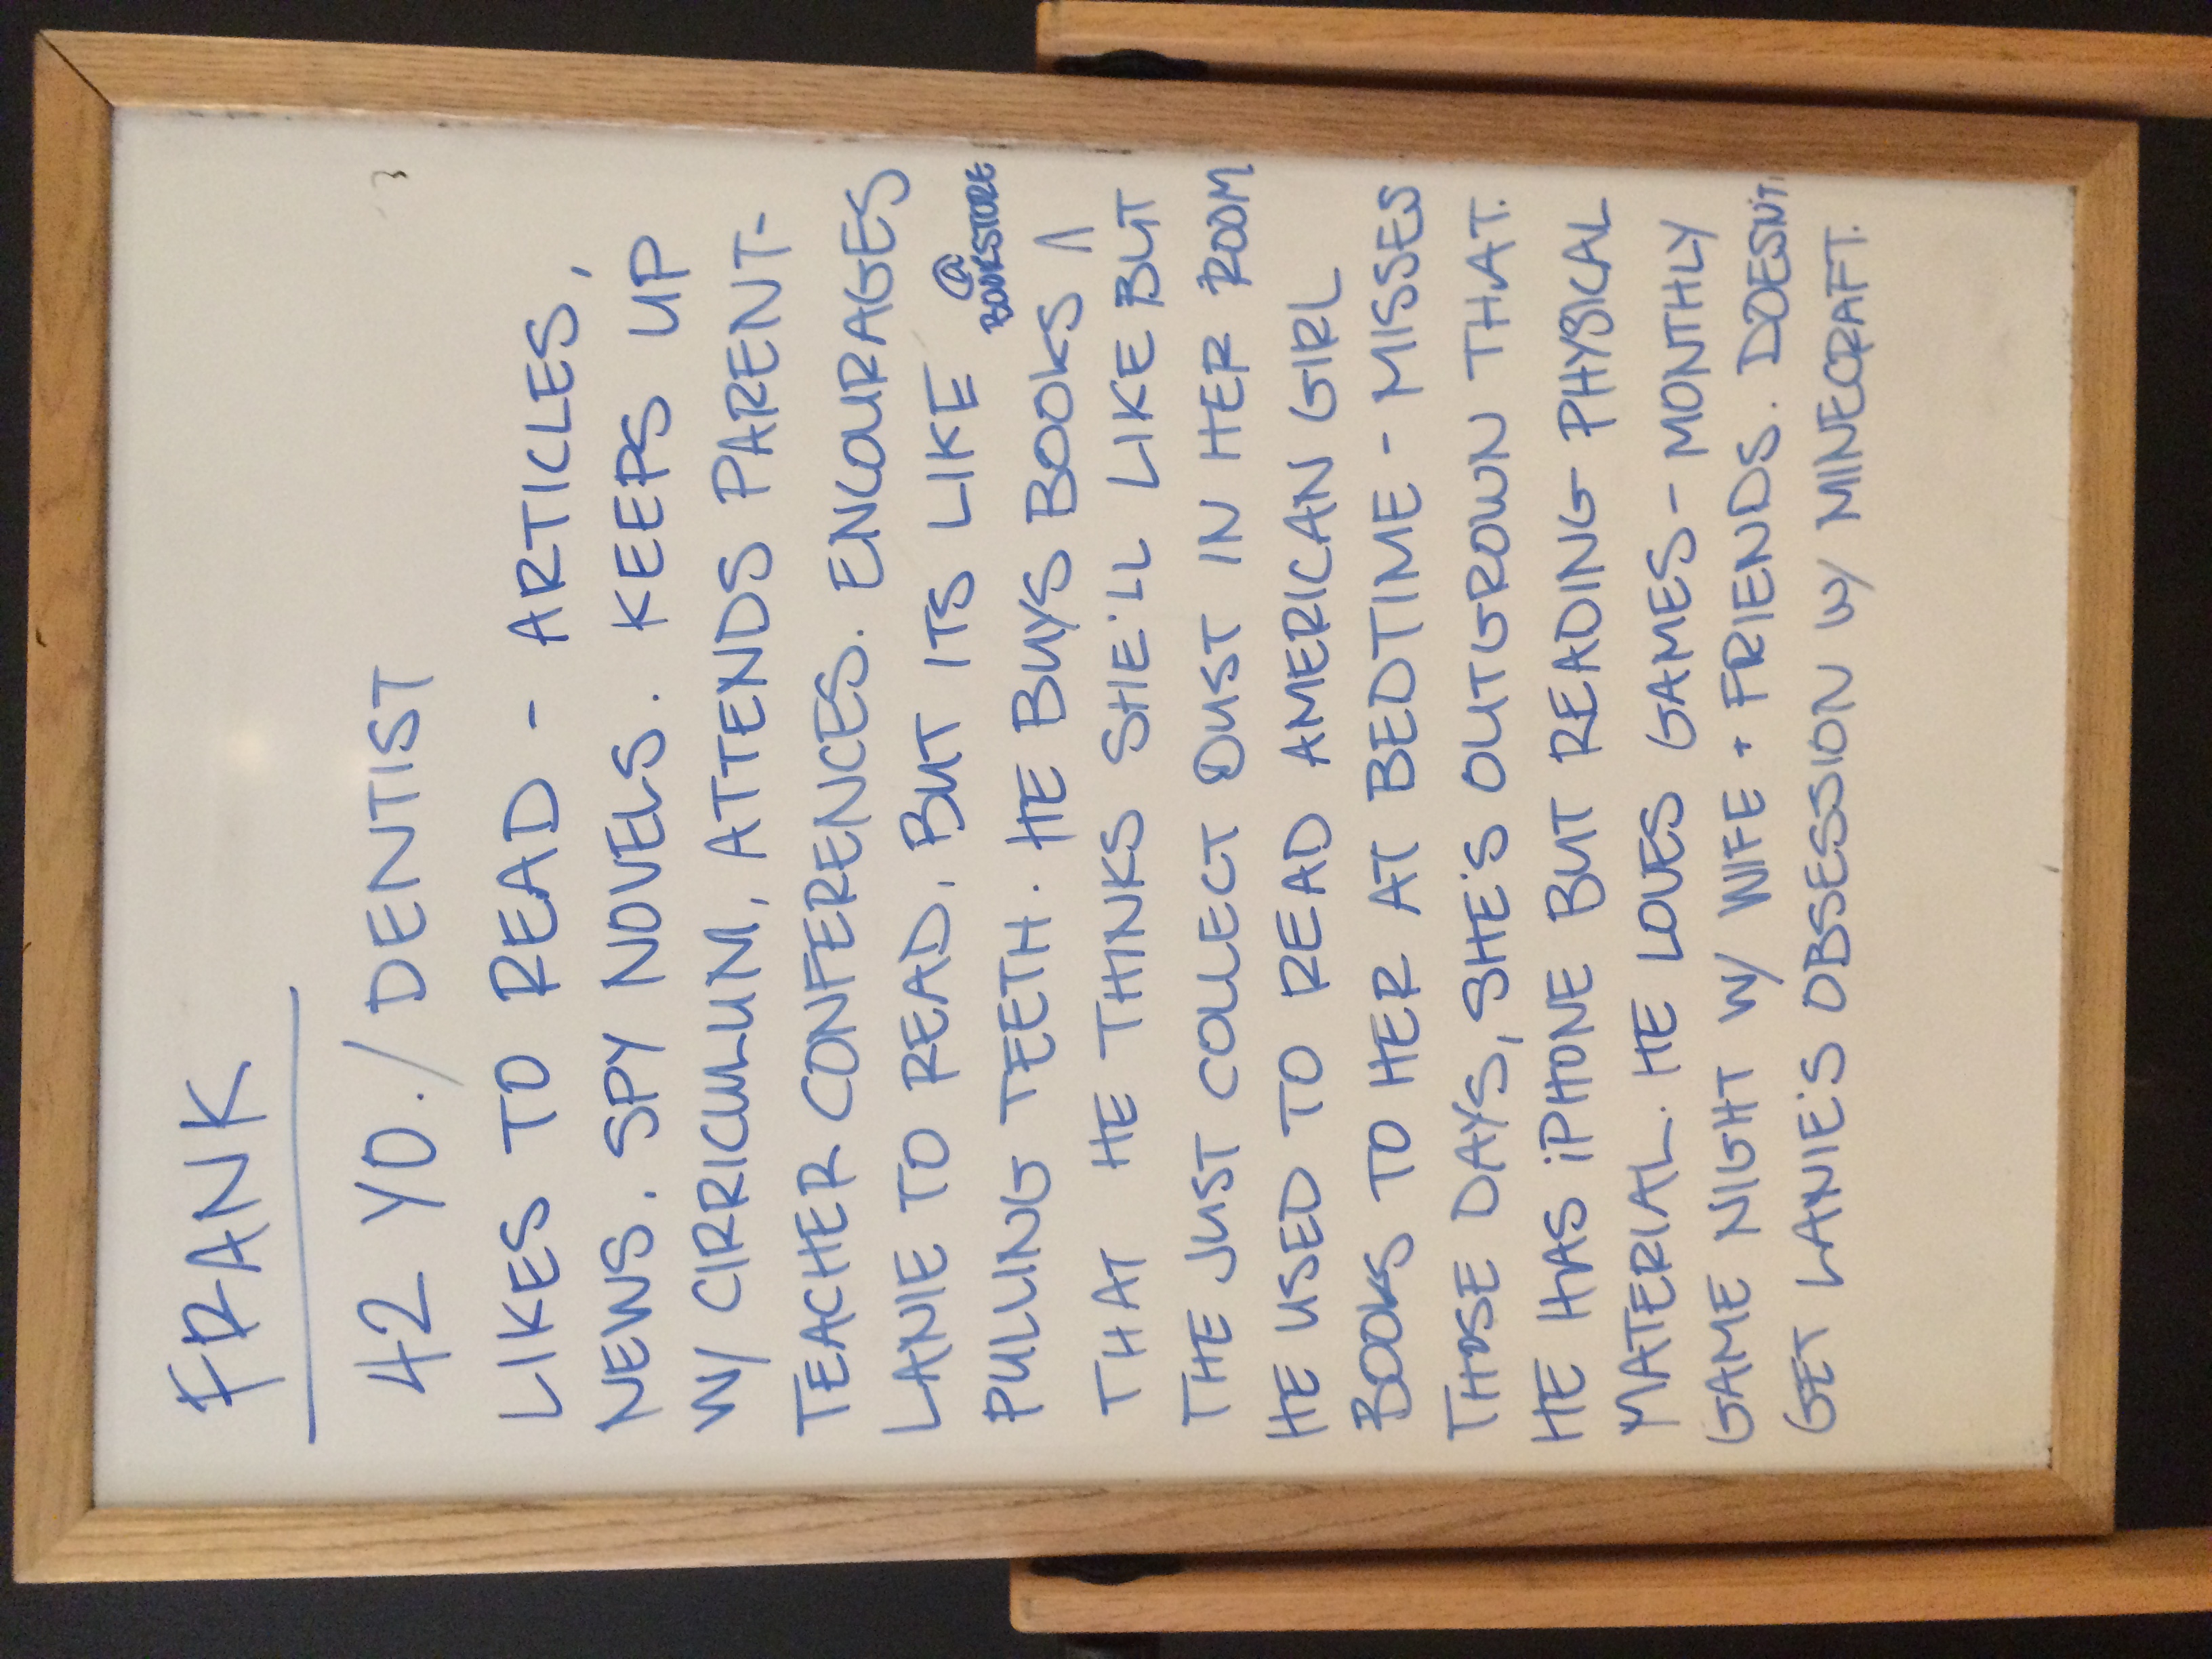 FRANK
42 YO. / DENTIST
LIKES TO READ - ARTICLES,
NEWS. SPY NOVELS. KEEPS UP
W/ CIRRICULUM, ATTENDS PARENT-
TEACHER CONFERENCES. ENCOURAGES
LANIE TO READ. BUT ITS LIKE
@
BOOKSTORE
PULLING TEETH. HE BUYS BOOKS ∧
THAT HE THINKS SHE'LL LIKE BUT
THE JUST COLLECT DUST IN HER ROOM
HE USED TO READ AMERICAN GIRL
BOOKS TO HER AT BEDTIME - MISSES
THOSE DAYS, SHE'S OUTGROWN THAT.
HE HAS iPHONE BUT READING PHYSICAL
MATERIAL. HE LOVES GAMES - MONTHLY
GAME NIGHT W/ WIFE + FRIENDS. DOESN'T
GET LANIE'S OBSESSION W/ MINECRAFT.